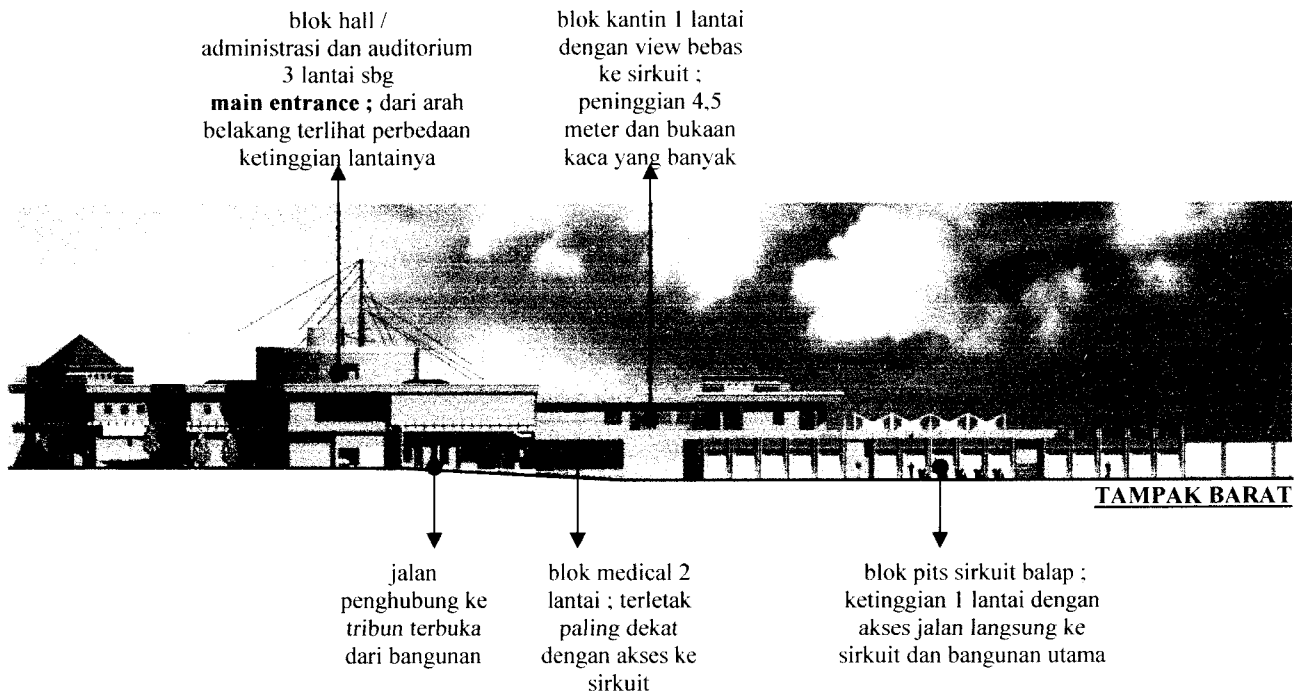 blok hall /
administrasi dan auditorium
3 lantai sbg
main entrance ; dari arah
belakang terlihat perbedaan
ketinggian lantainya
blok kantin 1 lantai
dengan view bebas
ke sirkuit ;
peninggian 4,5
meter dan bukaan
kaca yang banyak
TAMPAK BARAT
jalan
penghubung ke
tribun terbuka
dari bangunan
blok medical 2
lantai ; terletak
paling dekat
dengan akses ke
sirkuit
blok pits sirkuit balap ;
ketinggian 1 lantai dengan
akses jalan langsung ke
sirkuit dan bangunan utama